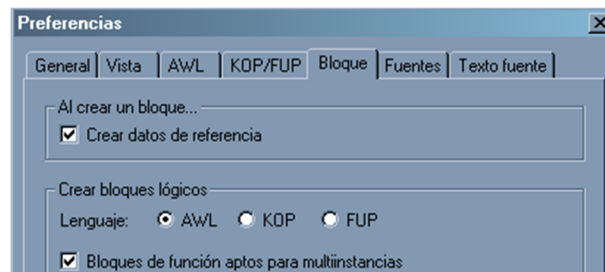 Preferencias
General Vista AWL KOP/FUP Bloque Fuentes Texto fuente
Al crear un bloque...
Crear datos de referencia
Crear bloques lógicos
Lenguaje: AWL KOP FUP
Bloques de función aptos para multiinstancias